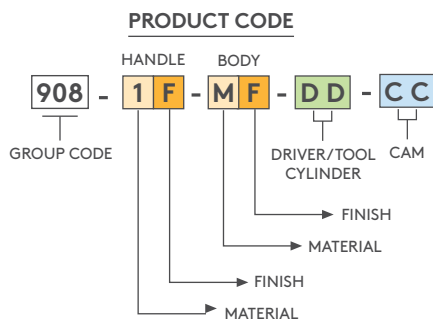 PRODUCT CODE
HANDLE BODY
908 - 1 F - M F - D D - C C
GROUP CODE DRIVER/TOOL CAM
CYLINDER
FINISH
MATERIAL
FINISH
MATERIAL